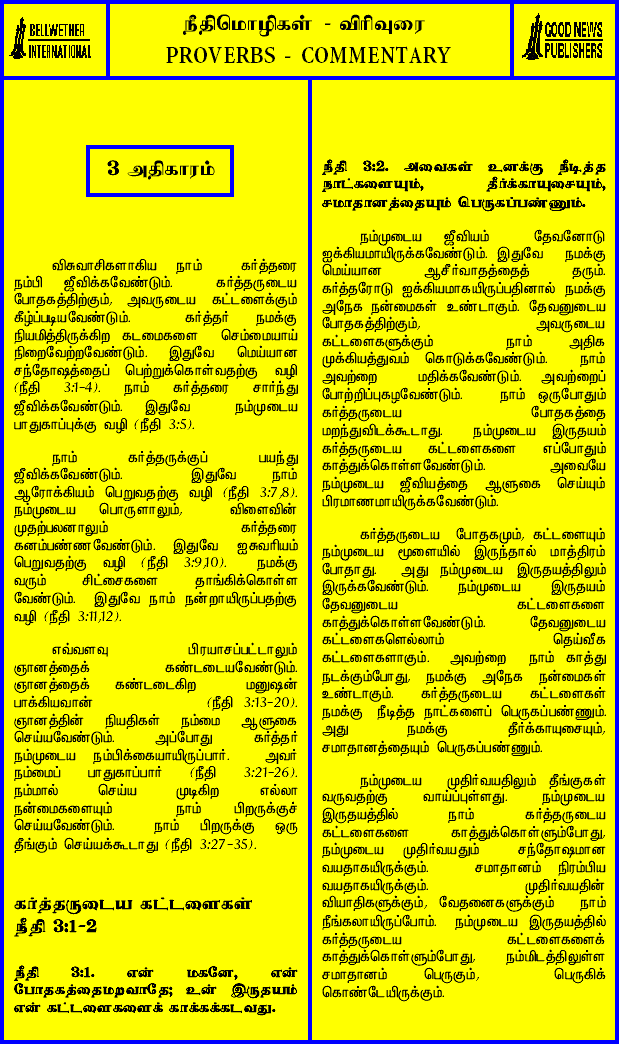 BELLWETHER
INTERNATIONAL
நீதிமொழிகள் - விரிவுரை
PROVERBS - COMMENTARY
GOOD NEWS
PUBLISHERS
3 அதிகாரம்
விசுவாசிகளாகிய நாம் கர்த்தரை
நம்பி ஜீவிக்கவேண்டும். கர்த்தருடைய
போதகத்திற்கும், அவருடைய கட்டளைக்கும்
கீழ்ப்படியவேண்டும். கர்த்தர் நமக்கு
நியமித்திருக்கிற கடமைகளை செம்மையாய்
நிறைவேற்றவேண்டும். இதுவே மெய்யான
சந்தோஷத்தைப் பெற்றுக்கொள்வதற்கு வழி
(நீதி 3:1-4). நாம் கர்த்தரை சார்ந்து
ஜீவிக்கவேண்டும். இதுவே நம்முடைய
பாதுகாப்புக்கு வழி (நீதி 3:5).
நாம் கர்த்தருக்குப் பயந்து
ஜீவிக்கவேண்டும். இதுவே நாம்
ஆரோக்கியம் பெறுவதற்கு வழி (நீதி 3:7,8).
நம்முடைய பொருளாலும், விளைவின்
முதற்பலனாலும் கர்த்தரை
கனம்பண்ணவேண்டும். இதுவே ஐசுவரியம்
பெறுவதற்கு வழி (நீதி 3:9,10). நமக்கு
வரும் சிட்சைகளை தாங்கிக்கொள்ள
வேண்டும். இதுவே நாம் நன்றாயிருப்பதற்கு
வழி (நீதி 3:11,12).
எவ்வளவு பிரயாசப்பட்டாலும்
ஞானத்தைக் கண்டடையவேண்டும்.
ஞானத்தைக் கண்டடைகிற மனுஷன்
பாக்கியவான் (நீதி 3:13-20).
ஞானத்தின் நியதிகள் நம்மை ஆளுகை
செய்யவேண்டும். அப்போது கர்த்தர்
நம்முடைய நம்பிக்கையாயிருப்பார். அவர்
நம்மைப் பாதுகாப்பார் (நீதி 3:21-26).
நம்மால் செய்ய முடிகிற எல்லா
நன்மைகளையும் நாம் பிறருக்குச்
செய்யவேண்டும். நாம் பிறருக்கு ஒரு
தீங்கும் செய்யக்கூடாது (நீதி 3:27-35).
கர்த்தருடைய கட்டளைகள்
நீதி 3:1-2
நீதி 3:1. என் மகனே, என்
போதகத்தைமறவாதே; உன் இருதயம்
என் கட்டளைகளைக் காக்கக்கடவது.
நீதி 3:2. அவைகள் உனக்கு நீடித்த
நாட்களையும், தீர்க்காயுசையும்,
சமாதானத்தையும் பெருகப்பண்ணும்.
நம்முடைய ஜீவியம் தேவனோடு
ஐக்கியமாயிருக்கவேண்டும். இதுவே நமக்கு
மெய்யான ஆசீர்வாதத்தைத் தரும்.
கர்த்தரோடு ஐக்கியமாகயிருப்பதினால் நமக்கு
அநேக நன்மைகள் உண்டாகும். தேவனுடைய
போதகத்திற்கும், அவருடைய
கட்டளைகளுக்கும் நாம் அதிக
முக்கியத்துவம் கொடுக்கவேண்டும். நாம்
அவற்றை மதிக்கவேண்டும். அவற்றைப்
போற்றிப்புகழவேண்டும். நாம் ஒருபோதும்
கர்த்தருடைய போதகத்தை
மறந்துவிடக்கூடாது. நம்முடைய இருதயம்
கர்த்தருடைய கட்டளைகளை எப்போதும்
காத்துக்கொள்ளவேண்டும். அவையே
நம்முடைய ஜீவியத்தை ஆளுகை செய்யும்
பிரமாணமாயிருக்கவேண்டும்.
கர்த்தருடைய போதகமும், கட்டளையும்
நம்முடைய மூளையில் இருந்தால் மாத்திரம்
போதாது. அது நம்முடைய இருதயத்திலும்
இருக்கவேண்டும். நம்முடைய இருதயம்
தேவனுடைய கட்டளைகளை
காத்துக்கொள்ளவேண்டும். தேவனுடைய
கட்டளைகளெல்லாம் தெய்வீக
கட்டளைகளாகும். அவற்றை நாம் காத்து
நடக்கும்போது, நமக்கு அநேக நன்மைகள்
உண்டாகும். கர்த்தருடைய கட்டளைகள்
நமக்கு நீடித்த நாட்களைப் பெருகப்பண்ணும்.
அது நமக்கு தீர்க்காயுசையும்,
சமாதானத்தையும் பெருகப்பண்ணும்.
நம்முடைய முதிர்வயதிலும் தீங்குகள்
வருவதற்கு வாய்ப்புள்ளது. நம்முடைய
இருதயத்தில் நாம் கர்த்தருடைய
கட்டளைகளை காத்துக்கொள்ளும்போது,
நம்முடைய முதிர்வயதும் சந்தோஷமான
வயதாகயிருக்கும். சமாதானம் நிரம்பிய
வயதாகயிருக்கும். முதிர்வயதின்
வியாதிகளுக்கும், வேதனைகளுக்கும் நாம்
நீங்கலாயிருப்போம். நம்முடைய இருதயத்தில்
கர்த்தருடைய கட்டளைகளைக்
காத்துக்கொள்ளும்போது, நம்மிடத்திலுள்ள
சமாதானம் பெருகும், பெருகிக்
கொண்டேயிருக்கும்.